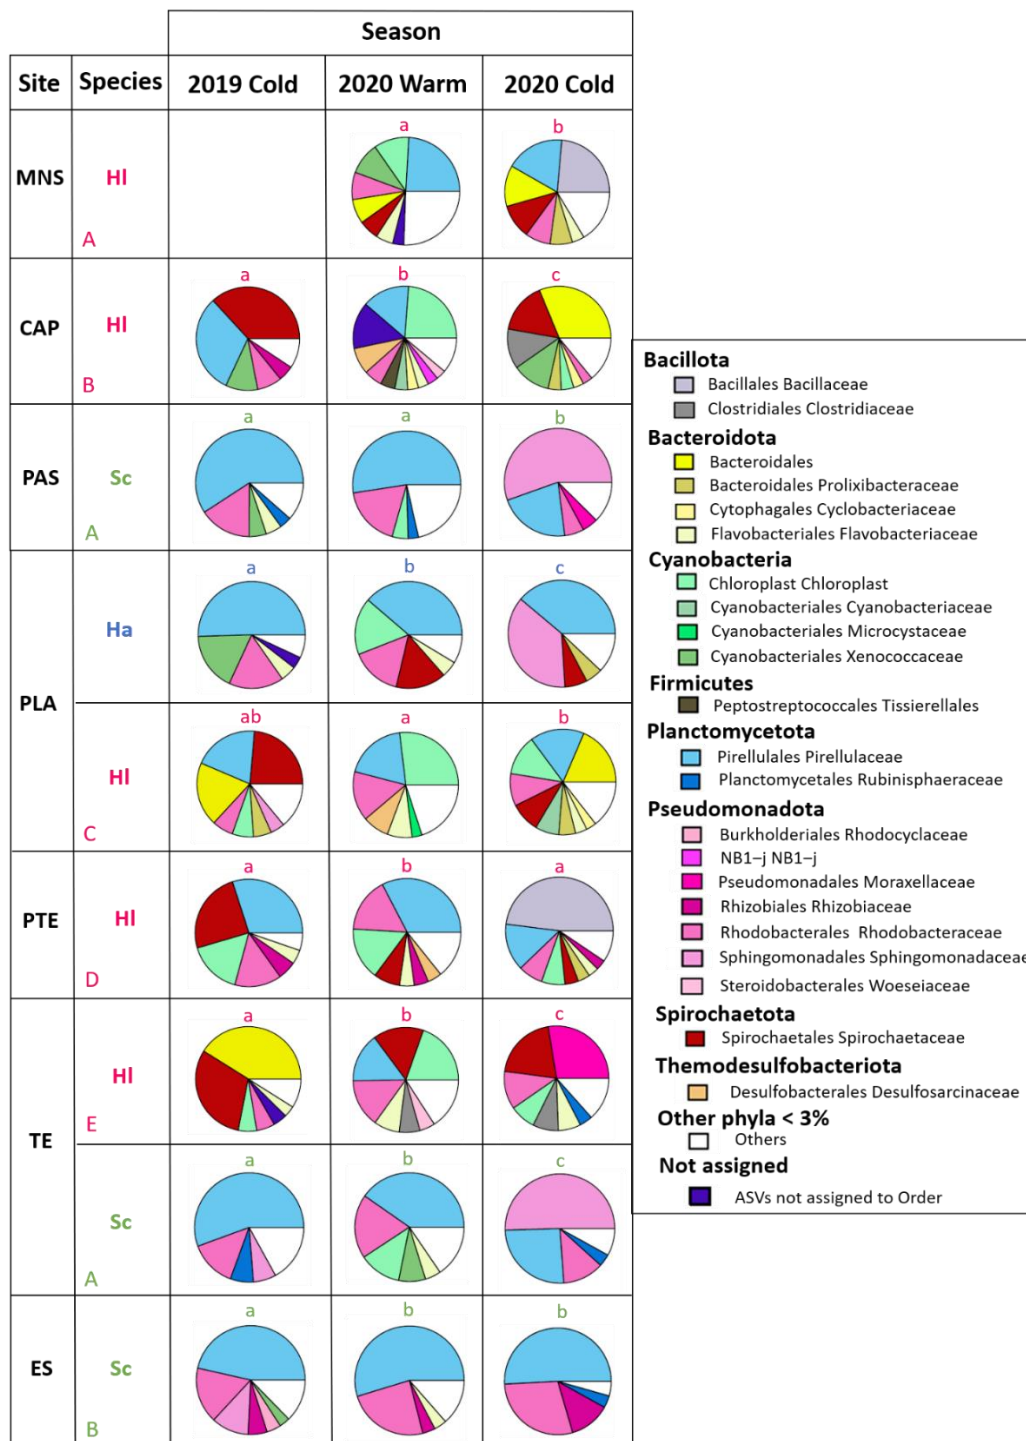 Season
Site Species 2019 Cold 2020 Warm 2020 Cold
a b
MNS Hl
A
a b c
CAP Hl
B
a a b
PAS Sc
A
a b c
Ha
PLA
ab a b
Hl
C
a b a
PTE Hl
D
a b c
Hl
E
TE
a b c
Sc
A
a b b
ES Sc
B
Bacillota
Bacillales Bacillaceae
Clostridiales Clostridiaceae
Bacteroidota
Bacteroidales
Bacteroidales Prolixibacteraceae
Cytophagales Cyclobacteriaceae
Flavobacteriales Flavobacteriaceae
Cyanobacteria
Chloroplast Chloroplast
Cyanobacteriales Cyanobacteriaceae
Cyanobacteriales Microcystaceae
Cyanobacteriales Xenococcaceae
Firmicutes
Peptostreptococcales Tissierellales
Planctomycetota
Pirellulales Pirellulaceae
Planctomycetales Rubinisphaeraceae
Pseudomonadota
Burkholderiales Rhodocyclaceae
NB1–j NB1–j
Pseudomonadales Moraxellaceae
Rhizobiales Rhizobiaceae
Rhodobacterales Rhodobacteraceae
Sphingomonadales Sphingomonadaceae
Steroidobacterales Woeseiaceae
Spirochaetota
Spirochaetales Spirochaetaceae
Themodesulfobacteriota
Desulfobacterales Desulfosarcinaceae
Other phyla < 3%
Others
Not assigned
ASVs not assigned to Order